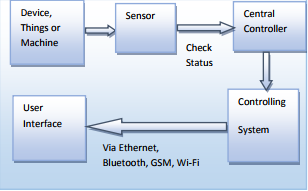 Device,
Things or
Machine
Sensor
Central
Controller
Check
Status
User
Interface
Controlling
System
Via Ethernet,
Bluetooth, GSM, Wi-Fi